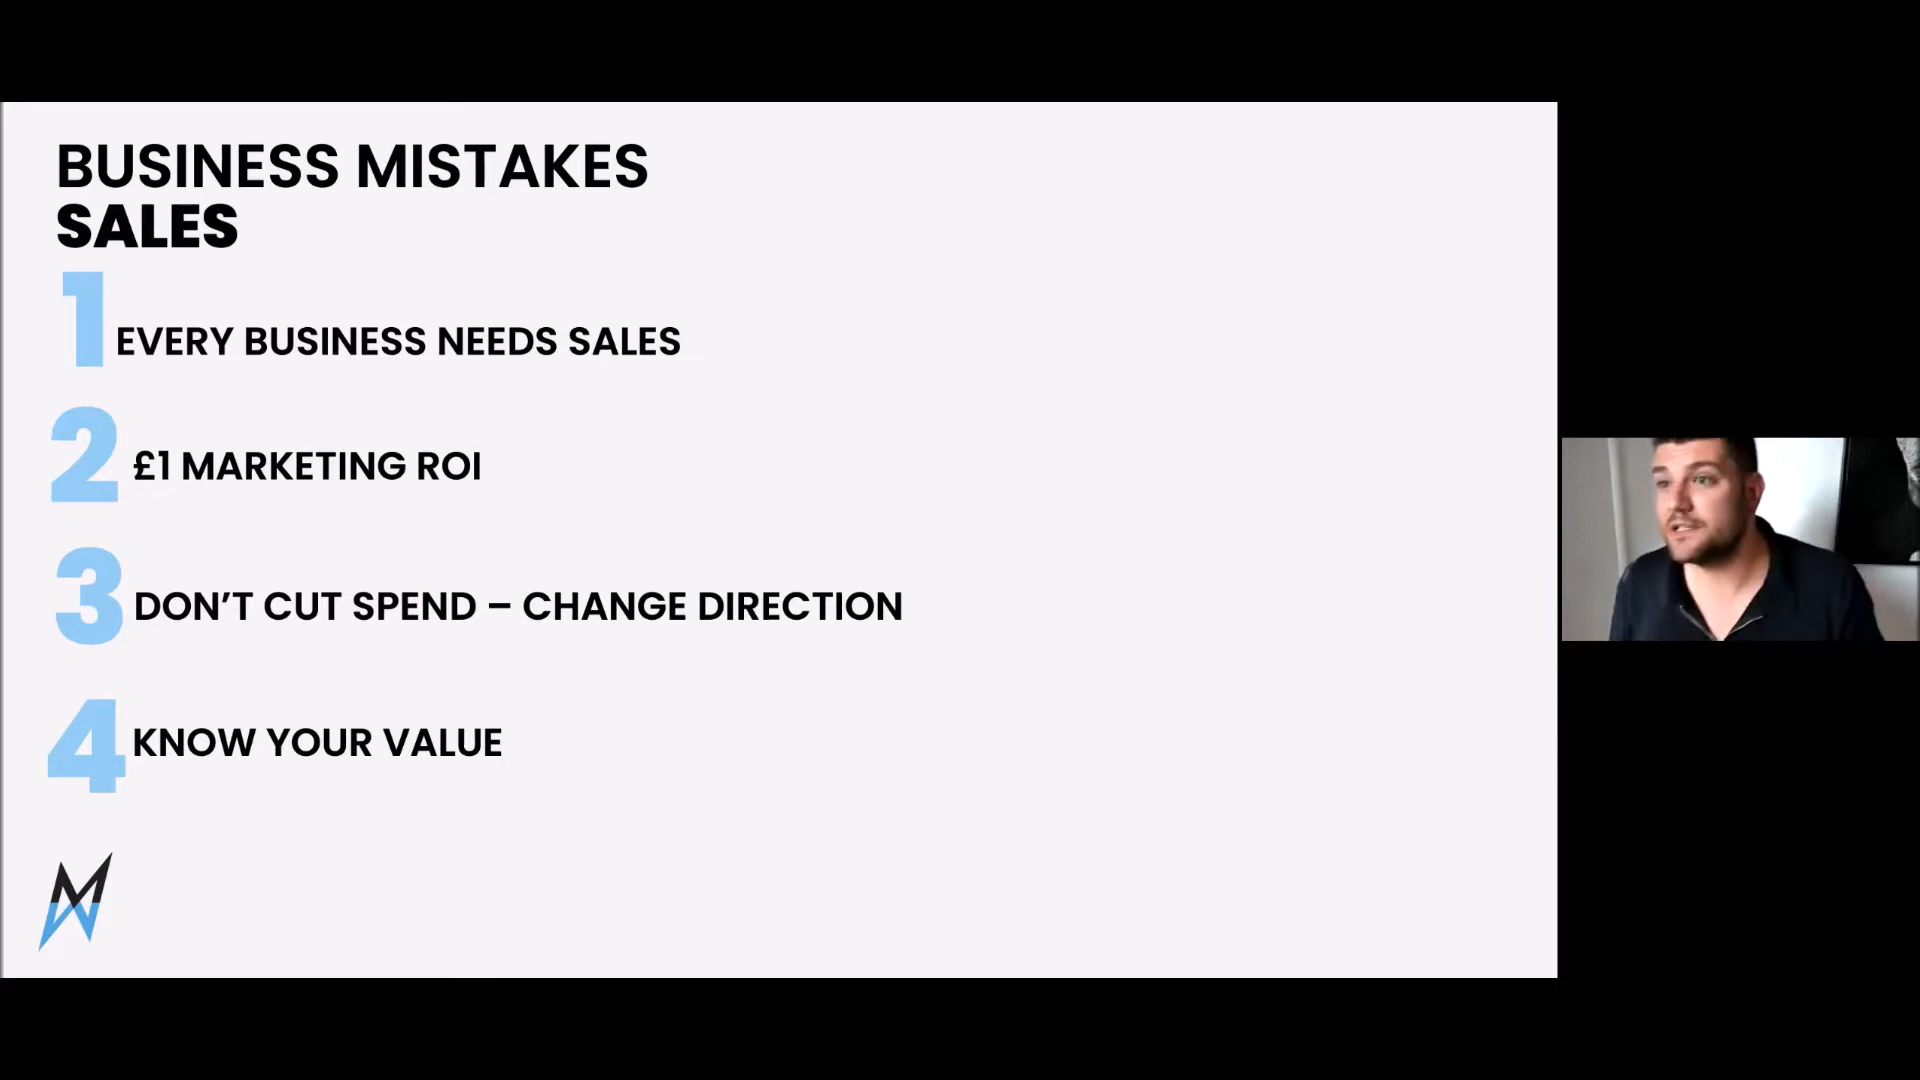 BUSINESS MISTAKES
SALES
1 EVERY BUSINESS NEEDS SALES
2 £1 MARKETING ROI
3 DON’T CUT SPEND – CHANGE DIRECTION
4 KNOW YOUR VALUE